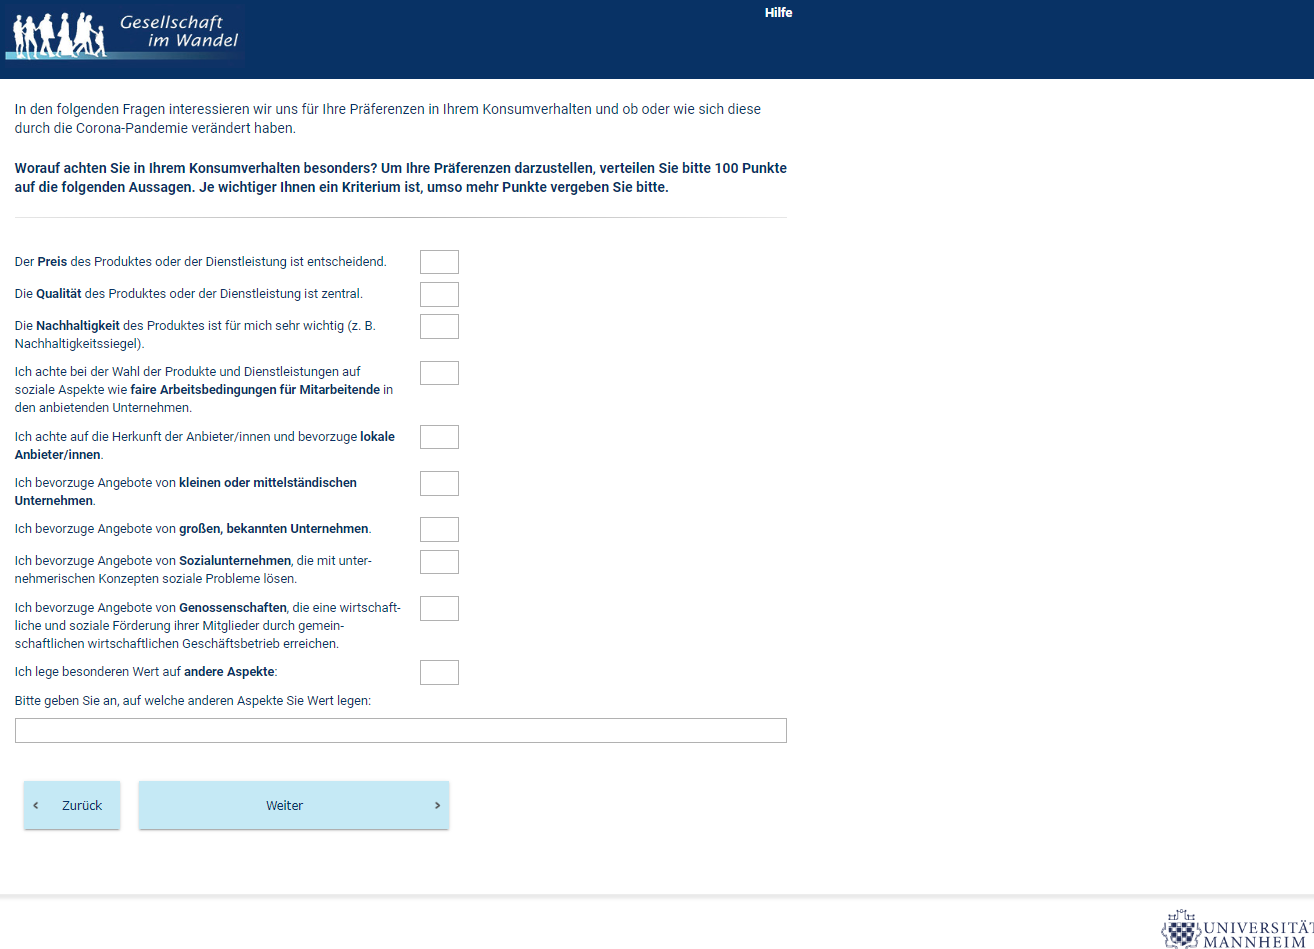 Gesellschaft
im Wandel
Hilfe
In den folgenden Fragen interessieren wir uns für Ihre Präferenzen in Ihrem Konsumverhalten und ob oder wie sich diese
durch die Corona-Pandemie verändert haben.
Worauf achten Sie in Ihrem Konsumverhalten besonders? Um Ihre Präferenzen darzustellen, verteilen Sie bitte 100 Punkte
auf die folgenden Aussagen. Je wichtiger Ihnen ein Kriterium ist, umso mehr Punkte vergeben Sie bitte.
Der Preis des Produktes oder der Dienstleistung ist entscheidend.
Die Qualität des Produktes oder der Dienstleistung ist zentral.
Die Nachhaltigkeit des Produktes ist für mich sehr wichtig (z. B.
Nachhaltigkeitssiegel).
Ich achte bei der Wahl der Produkte und Dienstleistungen auf
soziale Aspekte wie faire Arbeitsbedingungen für Mitarbeitende in
den anbietenden Unternehmen.
Ich achte auf die Herkunft der Anbieter/innen und bevorzuge lokale
Anbieter/innen.
Ich bevorzuge Angebote von kleinen oder mittelständischen
Unternehmen.
Ich bevorzuge Angebote von großen, bekannten Unternehmen.
Ich bevorzuge Angebote von Sozialunternehmen, die mit unter-
nehmerischen Konzepten soziale Probleme lösen.
Ich bevorzuge Angebote von Genossenschaften, die eine wirtschaft-
liche und soziale Förderung ihrer Mitglieder durch gemein-
schaftlichen wirtschaftlichen Geschäftsbetrieb erreichen.
Ich lege besonderen Wert auf andere Aspekte:
Bitte geben Sie an, auf welche anderen Aspekte Sie Wert legen:
‹ Zurück
Weiter ›
UNIVERSITÄT
MANNHEIM